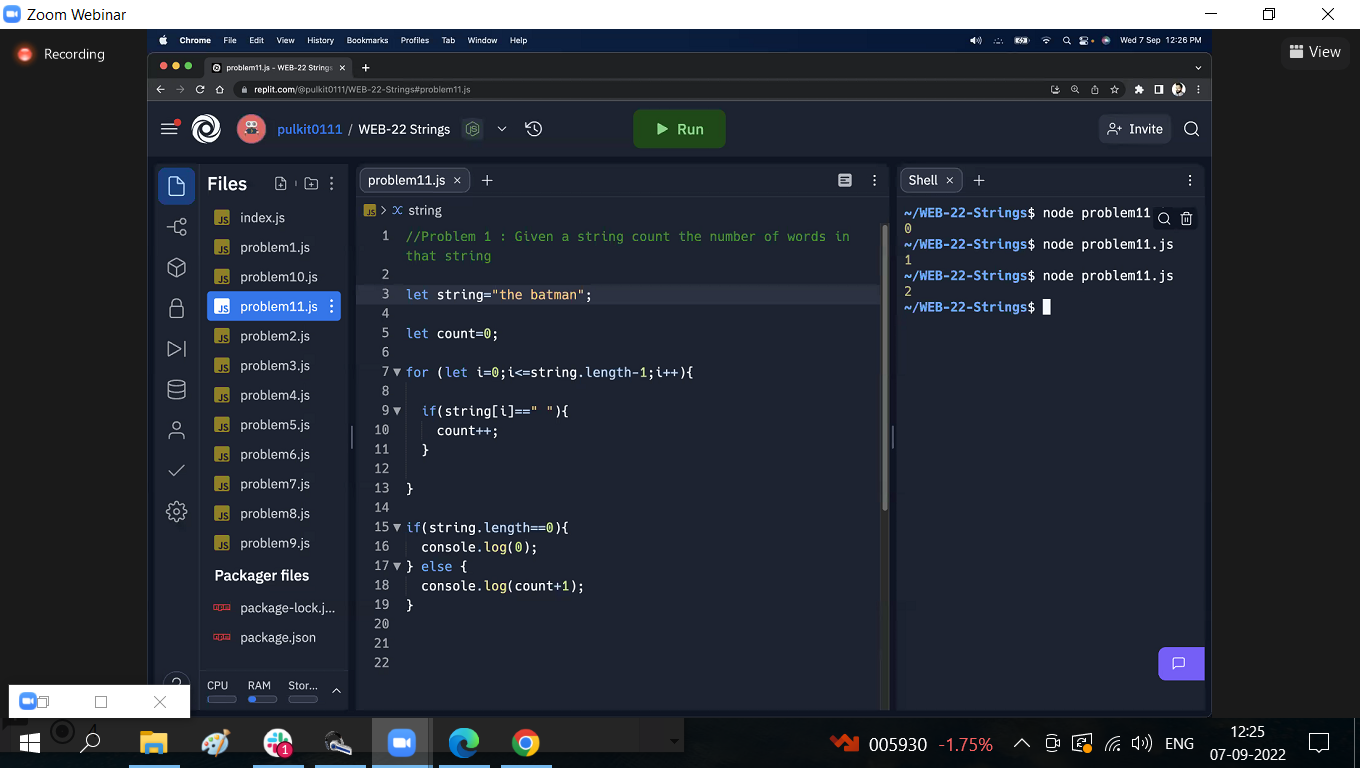 Zoom Webinar
Recording
View
Chrome File Edit View History Bookmarks Profiles Tab Window Help
Wed 7 Sep 12:26 PM
problem11.js - WEB-22 Strings
replit.com/@pulkit0111/WEB-22-Strings#problem11.js
pulkit0111 / WEB-22 Strings
Run
Invite
Files
index.js
problem1.js
problem10.js
problem11.js
problem2.js
problem3.js
problem4.js
problem5.js
problem6.js
problem7.js
problem8.js
problem9.js
Packager files
package-lock.j...
package.json
CPU RAM Stor...
problem11.js
JS > string
1 //Problem 1 : Given a string count the number of words in
that string
2
3 let string="the batman";
4
5 let count=0;
6
7 for (let i=0;i<=string.length-1;i++){
8
9 if(string[i]==" "){
10 count++;
11 }
12
13 }
14
15 if(string.length==0){
16 console.log(0);
17 } else {
18 console.log(count+1);
19 }
20
21
22
Shell
~/WEB-22-Strings$ node problem11
0
~/WEB-22-Strings$ node problem11.js
1
~/WEB-22-Strings$ node problem11.js
2
~/WEB-22-Strings$
1
005930 -1.75%
ENG
12:25
07-09-2022